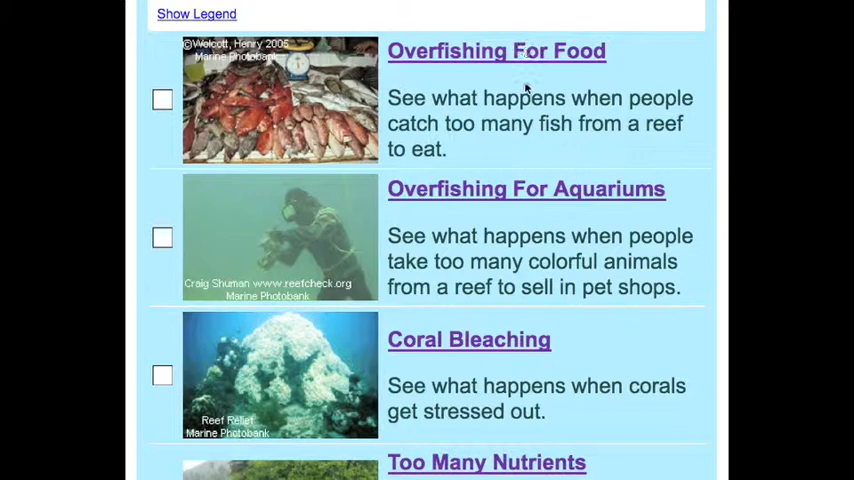 Show Legend
©Wolcott, Henry 2005
Marine Photobank
Overfishing For Food
See what happens when people
catch too many fish from a reef
to eat.
Overfishing For Aquariums
See what happens when people
take too many colorful animals
from a reef to sell in pet shops.
Craig Shuman www.reefcheck.org
Marine Photobank
Coral Bleaching
See what happens when corals
get stressed out.
Reef Relief
Marine Photobank
Too Many Nutrients